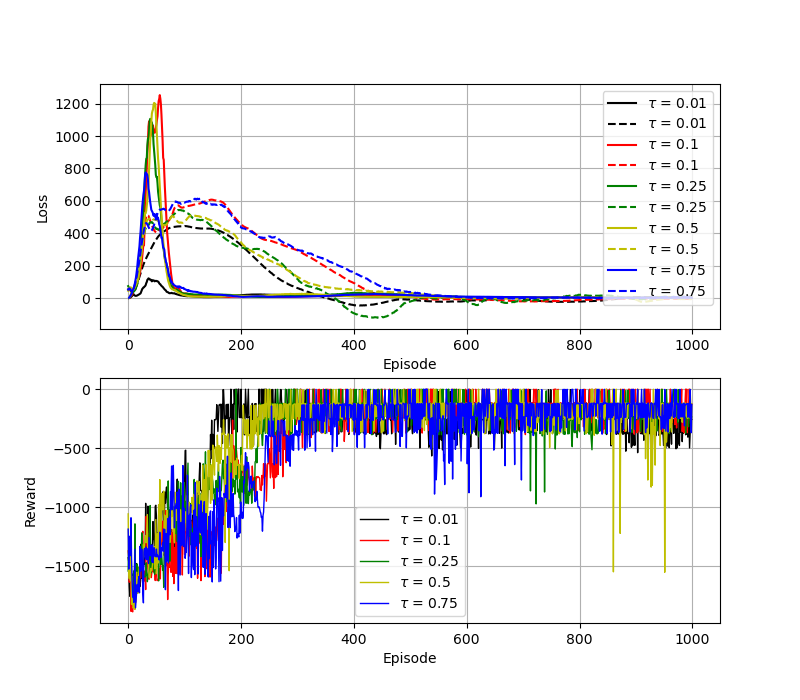 1200
1000
800
600
400
200
0
Loss
τ = 0.01
τ = 0.01
τ = 0.1
τ = 0.1
τ = 0.25
τ = 0.25
τ = 0.5
τ = 0.5
τ = 0.75
τ = 0.75
0 200 400 600 800 1000
Episode
0
−500
−1000
−1500
Reward
τ = 0.01
τ = 0.1
τ = 0.25
τ = 0.5
τ = 0.75
0 200 400 600 800 1000
Episode